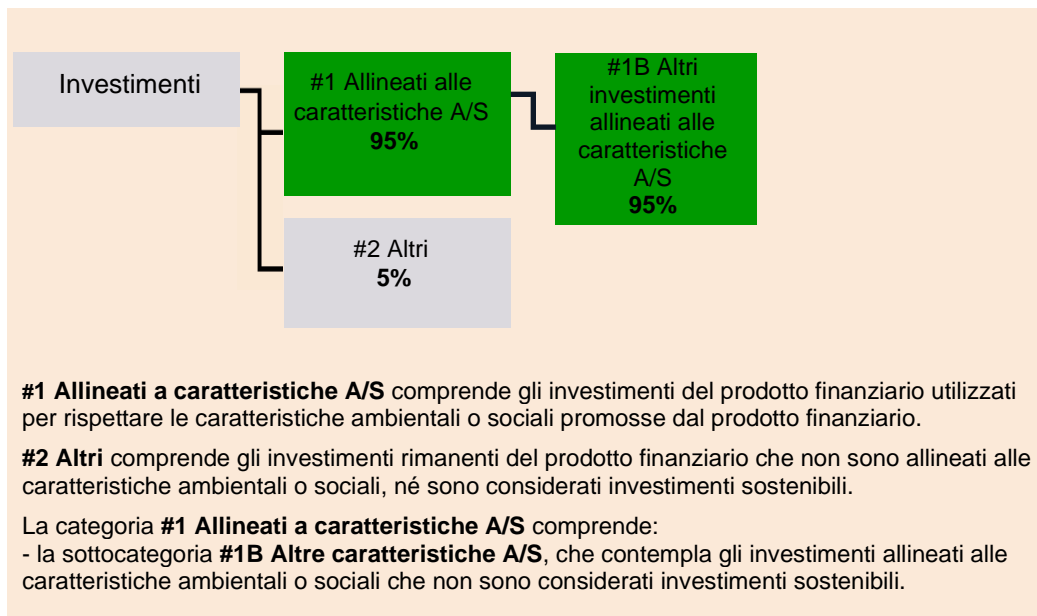 Investimenti
#1 Allineati alle
caratteristiche A/S
95%
#1B Altri
investimenti
allineati alle
caratteristiche
A/S
95%
#2 Altri
5%
#1 Allineati a caratteristiche A/S comprende gli investimenti del prodotto finanziario utilizzati
per rispettare le caratteristiche ambientali o sociali promosse dal prodotto finanziario.
#2 Altri comprende gli investimenti rimanenti del prodotto finanziario che non sono allineati alle
caratteristiche ambientali o sociali, né sono considerati investimenti sostenibili.
La categoria #1 Allineati a caratteristiche A/S comprende:
- la sottocategoria #1B Altre caratteristiche A/S, che contempla gli investimenti allineati alle
caratteristiche ambientali o sociali che non sono considerati investimenti sostenibili.